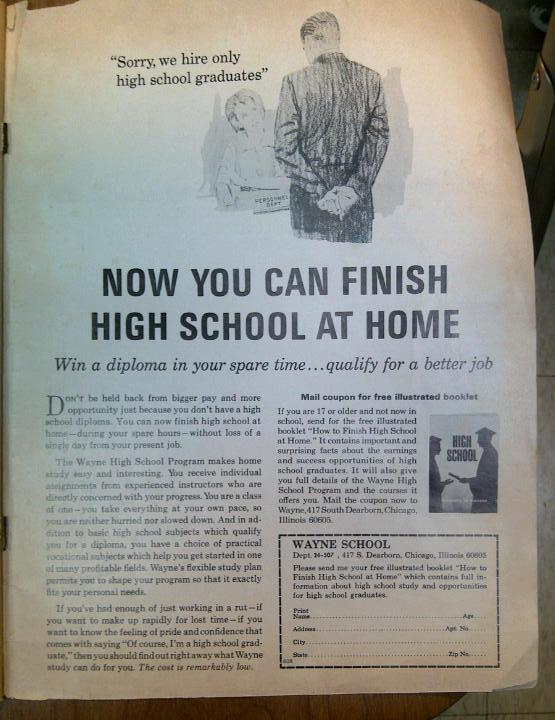 "Sorry, we hire only
high school graduates"
PERSONNEL
DEPT
NOW YOU CAN FINISH
HIGH SCHOOL AT HOME
Win a diploma in your spare time...qualify for a better job
DON'T be held back from bigger pay and more
opportunity just because you don't have a high
school diploma. You can now finish high school at
home—during your spare hours—without loss of a
single day from your present job.
The Wayne High School Program makes home
study easy and interesting. You receive individual
assignments from experienced instructors who are
directly concerned with your progress. You are a class
of one—you take everything at your own pace, so
you are neither hurried nor slowed down. And in ad-
dition to basic high school subjects which qualify
you for a diploma, you have a choice of practical
vocational subjects which help you get started in one
of many profitable fields. Wayne's flexible study plan
permits you to shape your program so that it exactly
fits your personal needs.
If you've had enough of just working in a rut—if
you want to make up rapidly for lost time—if you
want to know the feeling of pride and confidence that
comes with saying "Of course, I'm a high school grad-
uate," then you should find out right away what Wayne
study can do for you. The cost is remarkably low.
Mail coupon for free illustrated booklet
If you are 17 or older and not now in
school, send for the free illustrated
booklet "How to Finish High School
at Home." It contains important and
surprising facts about the earnings
and success opportunities of high
school graduates. It will also give
you full details of the Wayne High
School Program and the courses it
offers you. Mail the coupon now to
Wayne, 417 South Dearborn, Chicago,
Illinois 60605.
HIGH
SCHOOL
WAYNE SCHOOL
Dept. 24-307, 417 S. Dearborn, Chicago, Illinois 60605
Please send me your free illustrated booklet "How to
Finish High School at Home" which contains full in-
formation about high school study and opportunities
for high school graduates.
Print
Name Age
Address Apt. No.
City
State Zip No.